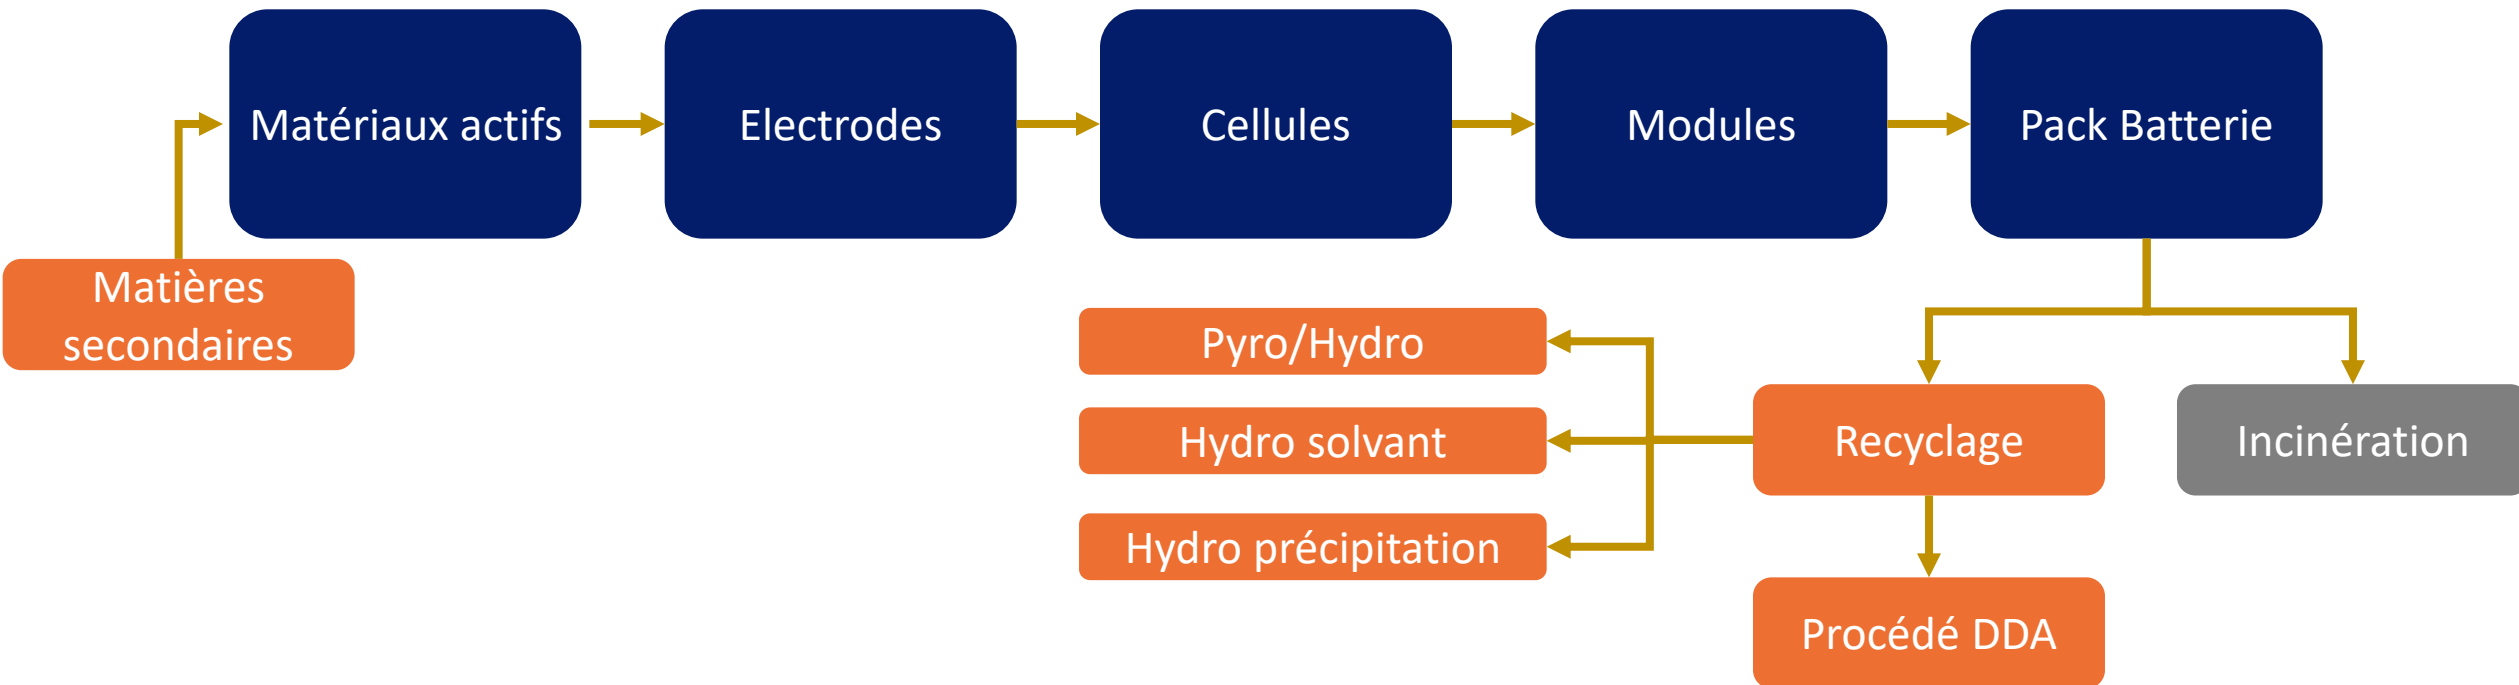 Matériaux actifs
Electrodes
Cellules
Modules
Pack Batterie
Matières
secondaires
Pyro/Hydro
Hydro solvant
Hydro précipitation
Recyclage
Incinération
Procédé DDA